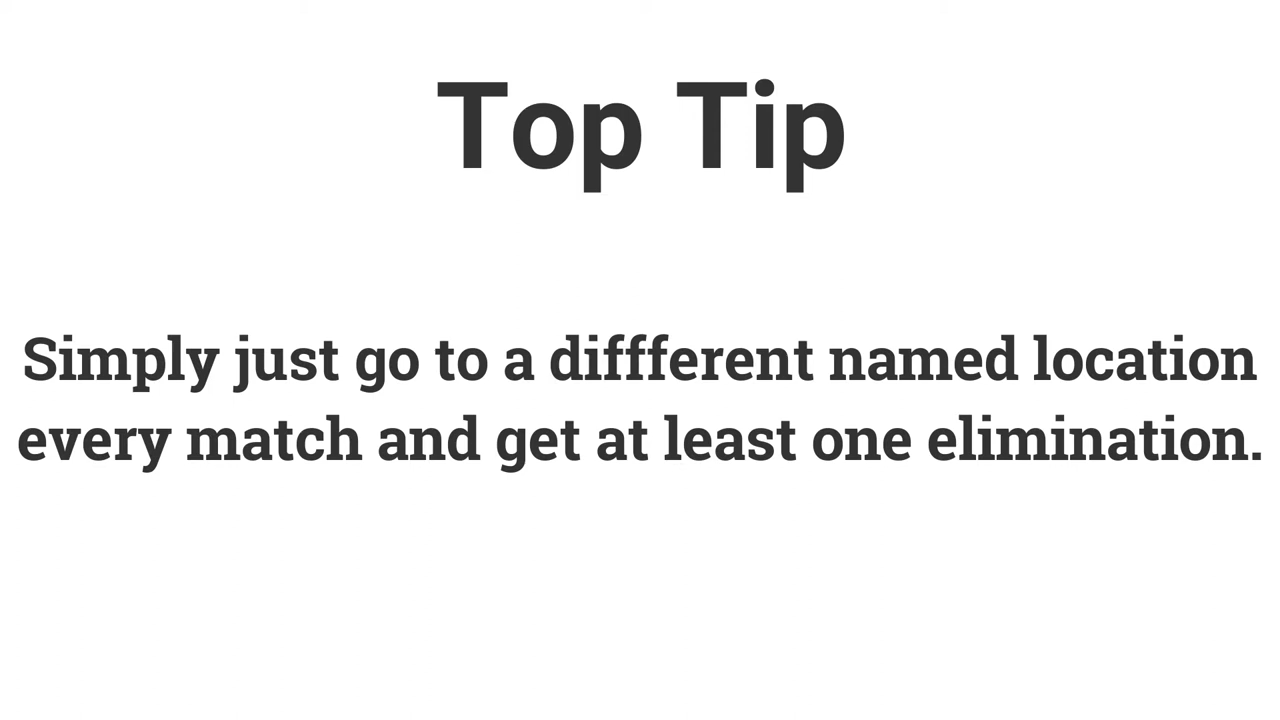 Top Tip
Simply just go to a diffferent named location
every match and get at least one elimination.